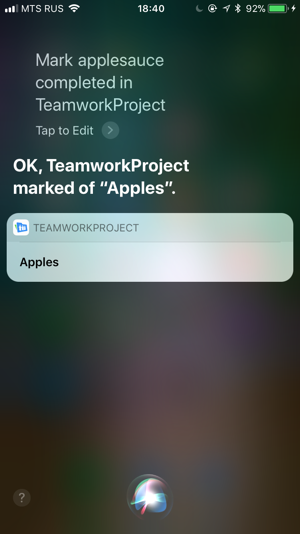 MTS RUS 18:40 92%
Mark applesauce
completed in
TeamworkProject
Tap to Edit
OK, TeamworkProject
marked of “Apples”.
TEAMWORKPROJECT
Apples
?